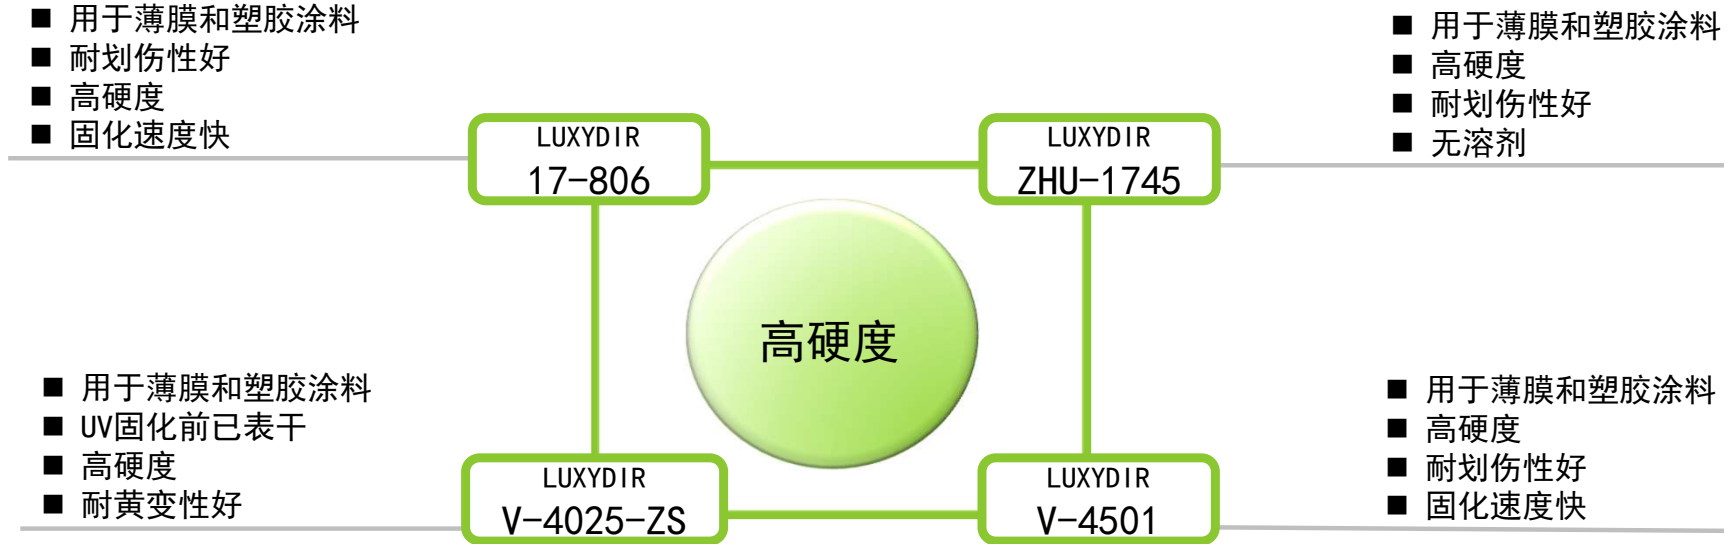 ■ 用于薄膜和塑胶涂料
■ 耐划伤性好
■ 高硬度
■ 固化速度快
LUXYDIR
17-806
■ 用于薄膜和塑胶涂料
■ 高硬度
■ 耐划伤性好
■ 无溶剂
LUXYDIR
ZHU-1745
高硬度
■ 用于薄膜和塑胶涂料
■ UV固化前已表干
■ 高硬度
■ 耐黄变性好
LUXYDIR
V-4025-ZS
■ 用于薄膜和塑胶涂料
■ 高硬度
■ 耐划伤性好
■ 固化速度快
LUXYDIR
V-4501